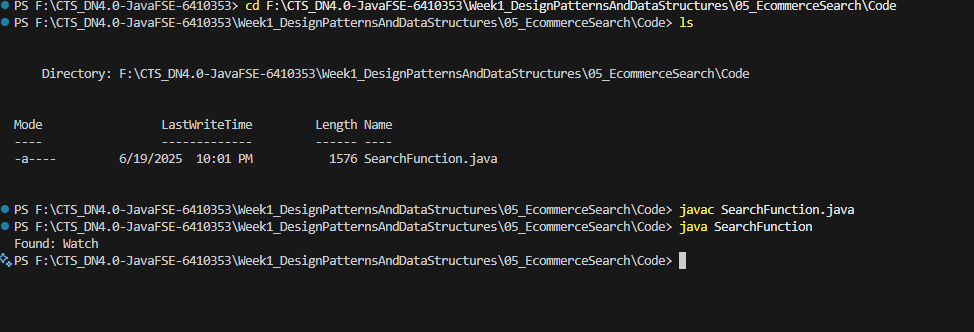 PS F:\CTS_DN4.0-JavaFSE-6410353> cd F:\CTS_DN4.0-JavaFSE-6410353\Week1_DesignPatternsAndDataStructures\05_EcommerceSearch\Code
PS F:\CTS_DN4.0-JavaFSE-6410353\Week1_DesignPatternsAndDataStructures\05_EcommerceSearch\Code> ls
Directory: F:\CTS_DN4.0-JavaFSE-6410353\Week1_DesignPatternsAndDataStructures\05_EcommerceSearch\Code
Mode                 LastWriteTime         Length Name
----                 -------------         ------ ----
-a----         6/19/2025  10:01 PM           1576 SearchFunction.java
PS F:\CTS_DN4.0-JavaFSE-6410353\Week1_DesignPatternsAndDataStructures\05_EcommerceSearch\Code> javac SearchFunction.java
PS F:\CTS_DN4.0-JavaFSE-6410353\Week1_DesignPatternsAndDataStructures\05_EcommerceSearch\Code> java SearchFunction
Found: Watch
PS F:\CTS_DN4.0-JavaFSE-6410353\Week1_DesignPatternsAndDataStructures\05_EcommerceSearch\Code>